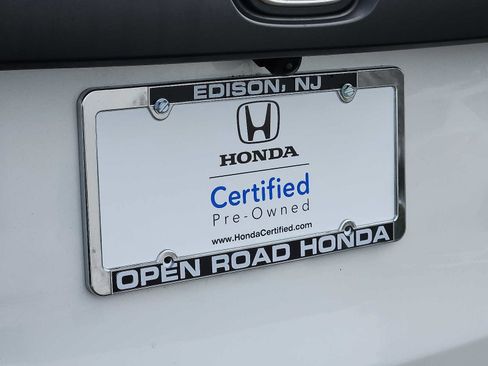 EDISON, NJ
HONDA
Certified
Pre-Owned
www.HondaCertified.com
OPEN ROAD HONDA